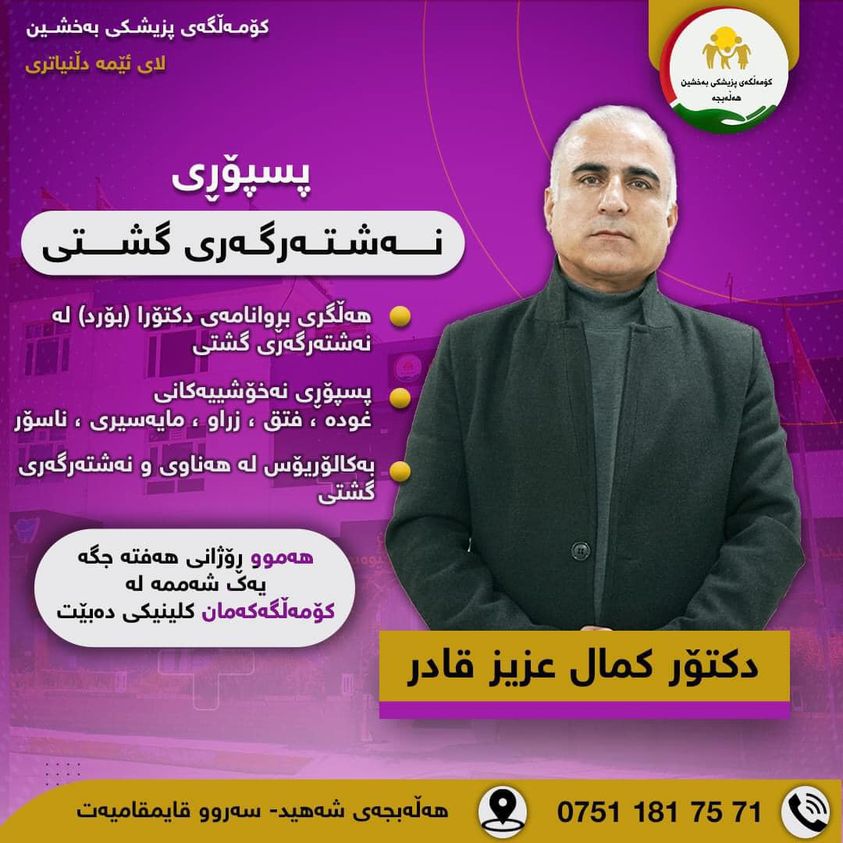 کۆمەڵگەی پزیشکی بەخشین
لای ئێمە دڵنیاتری
کۆمەڵگەی پزیشکی بەخشین
هەڵەبجە
پسپۆڕی
نـــەشـتــەرگـەری گشـــتی
هەڵگری بڕوانامەی دکتۆرا (بۆرد) لە
نەشتەرگەری گشتی
پسپۆڕی نەخۆشییەکانی
غودە ، فتق ، زراو ، مایەسیری ، ناسۆر
بەکالۆریۆس لە هەناوی و نەشتەرگەری
گشتی
هەموو ڕۆژانی هەفتە جگە
یەک شەممە لە
کۆمەڵگەکەمان کلینیکی دەبێت
دکتۆر کمال عزیز قادر
هەڵەبجەی شەهید- سەروو قایمقامیەت
0751 181 75 71